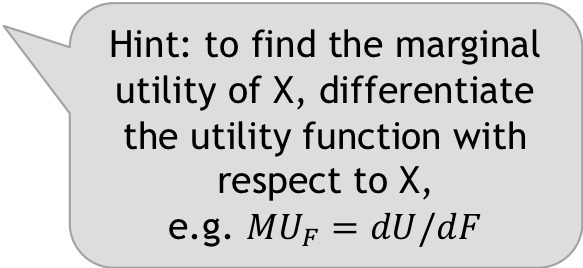 Hint: to find the marginal
utility of X, differentiate
the utility function with
respect to X,
e.g. MU_F = dU/dF